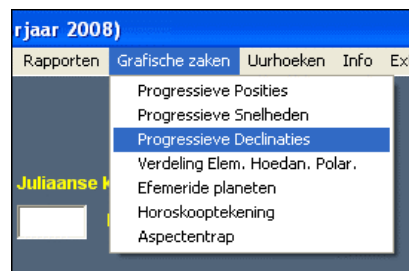 rjaar 2008)
Rapporten Grafische zaken Uurhoeken Info Ex
Progressieve Posities
Progressieve Snelheden
Progressieve Declinaties
Verdeling Elem. Hoedan. Polar.
Efemeride planeten
Juliaanse k
Horoskooptekening
Aspectentrap